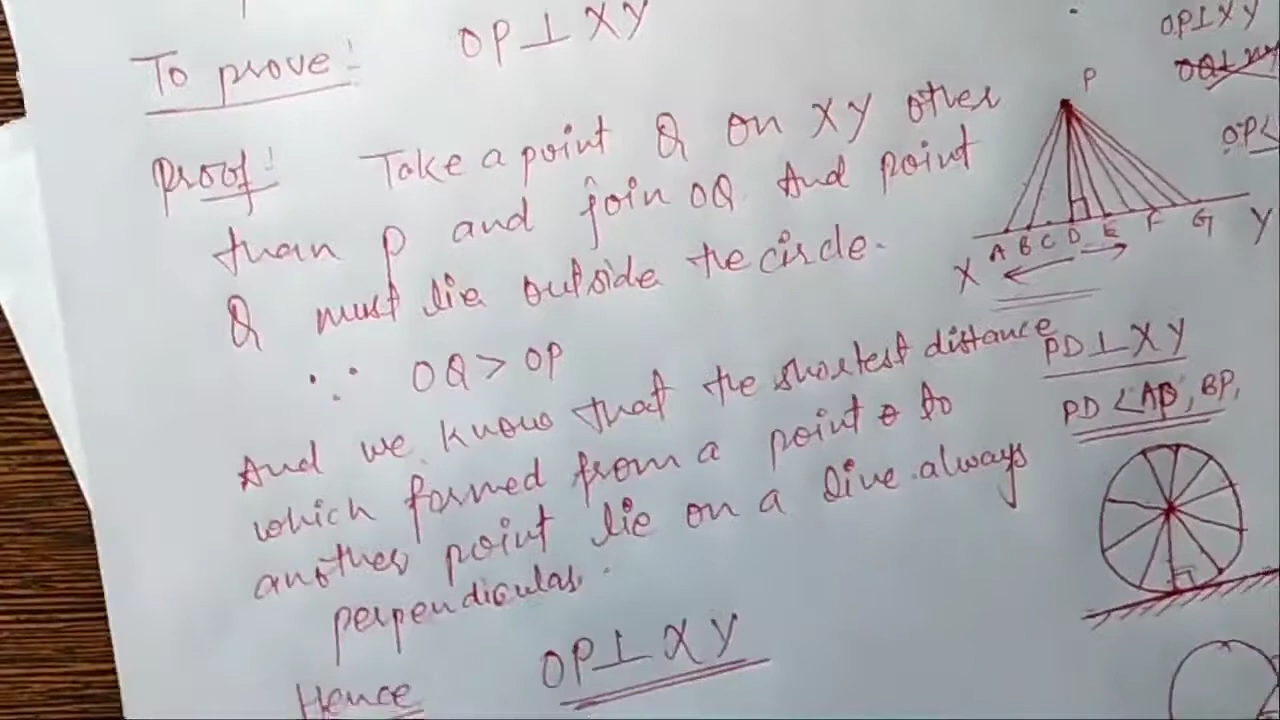 To prove! OP⊥XY
Proof! Take a point Q on XY other
than P and join OQ. And point
Q must lie outside the circle.
∴ OQ > OP
And we know that the shortest distance
which formed from a point to
another point lie on a line always
perpendicular.
OP⊥XY
Hence
OP⊥XY
OP<
P
A B C D E F G Y
X
PD⊥XY
PD < AP, BP,